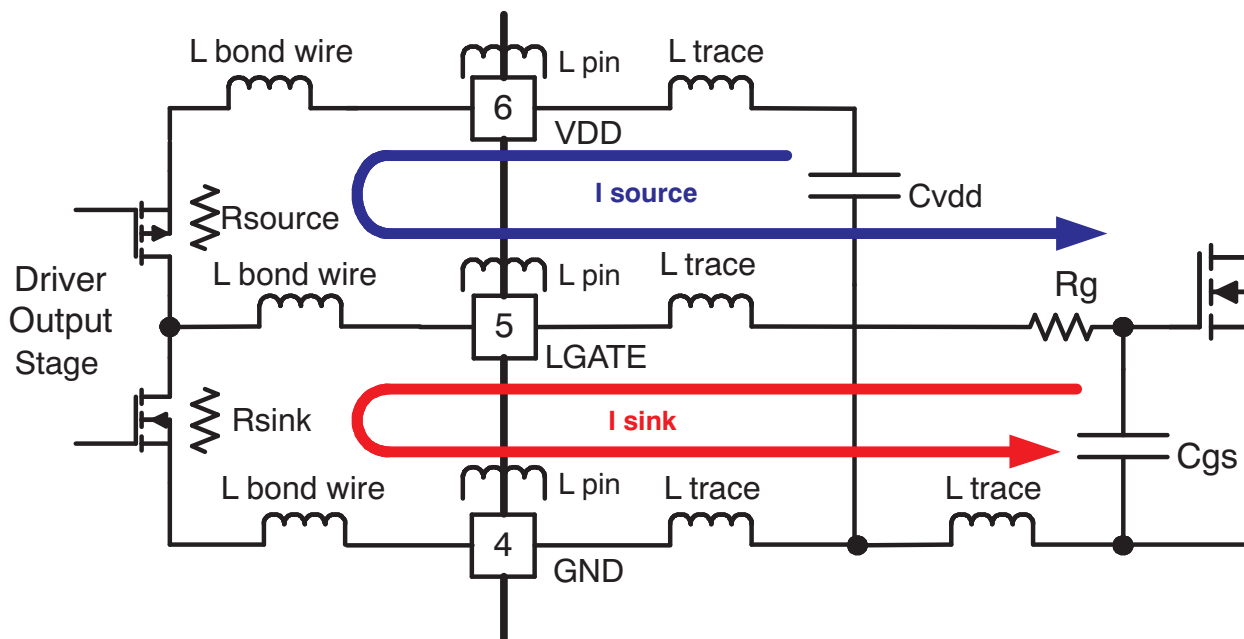 L bond wire
L pin
L trace
6
VDD
I source
Cvdd
Rsource
L bond wire
L pin
L trace
Rg
Driver
Output
Stage
5
LGATE
Rsink
I sink
Cgs
L bond wire
L pin
L trace
L trace
4
GND